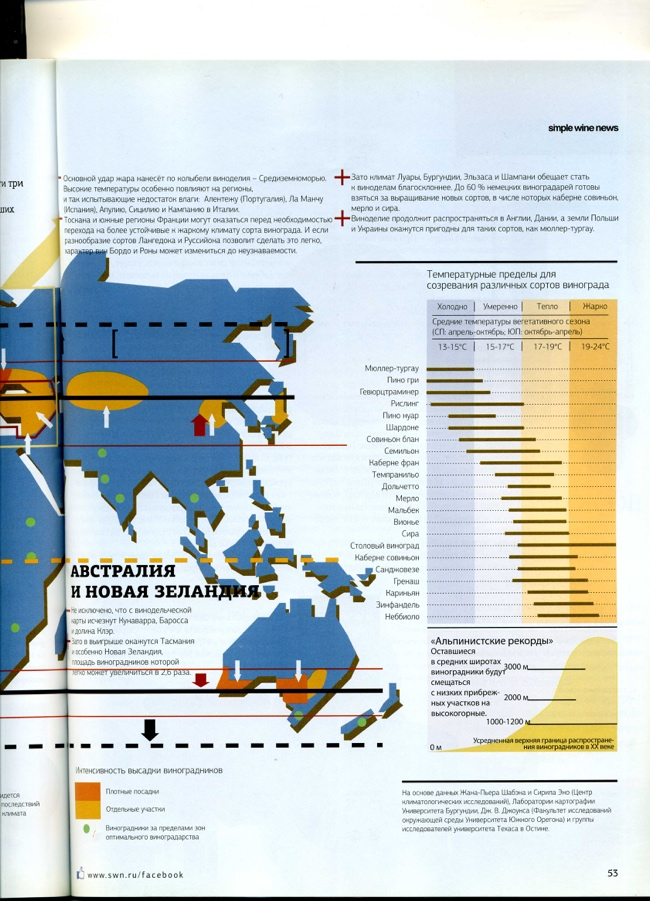 simple wine news
ти три
ших
Основной удар жара нанесёт по колыбели виноделия – Средиземноморью.
Высокие температуры особенно повлияют на регионы,
и так испытывающие недостаток влаги: Алентежу (Португалия), Ла Манчу
(Испания), Апулию, Сицилию и Кампанию в Италии.
Тоскана и южные регионы Франции могут оказаться перед необходимостью
перехода на более устойчивые к жаркому климату сорта винограда. И если
разнообразие сортов Лангедока и Руссийона позволит сделать это легко,
характер вин Бордо и Роны может измениться до неузнаваемости.
Зато климат Луары, Бургундии, Эльзаса и Шампани обещает стать
к виноделам благосклоннее. До 60 % немецких виноградарей готовы
взяться за выращивание новых сортов, в числе которых каберне совиньон,
мерло и сира.
Виноделие продолжит распространяться в Англии, Дании, а земли Польши
и Украины окажутся пригодны для таких сортов, как мюллер-тургау.
Температурные пределы для
созревания различных сортов винограда
Холодно | Умеренно | Тепло | Жарко
Средние температуры вегетативного сезона
(СП: апрель-октябрь; ЮП: октябрь-апрель)
13-15°C | 15-17°C | 17-19°C | 19-24°C
Мюллер-тургау
Пино гри
Гевюрцтраминер
Рислинг
Пино нуар
Шардоне
Совиньон блан
Семильон
Каберне фран
Темпранильо
Дольчетто
Мерло
Мальбек
Вионье
Сира
Столовый виноград
Каберне совиньон
Санджовезе
Гренаш
Кариньян
Зинфандель
Неббиоло
АВСТРАЛИЯ
И НОВАЯ ЗЕЛАНДИЯ
Не исключено, что с винодельческой
карты исчезнут Кунаварра, Баросса
и долина Клэр.
Зато в выигрыше окажутся Тасмания
и особенно Новая Зеландия,
площадь виноградников которой
легко может увеличиться в 2,6 раза.
«Альпинистские рекорды»
Оставшиеся
в средних широтах
виноградники будут
смещаться
с низких прибреж-
ных участков на
высокогорные.
3000 м
2000 м
1000-1200 м
Усредненная верхняя граница распростране-
ния виноградников в XX веке
0 м
Интенсивность высадки виноградников
Плотные посадки
Отдельные участки
Виноградники за пределами зон
оптимального виноградарства
идется
последствий
климата
На основе данных Жана-Пьера Шабэна и Сирила Эно (Центр
климатологических исследований), Лаборатории картографии
Университета Бургундии, Дж. В. Джоунса (Факультет исследований
окружающей среды Университета Южного Орегона) и группы
исследователей университета Техаса в Остине.
www.swn.ru/facebook
53